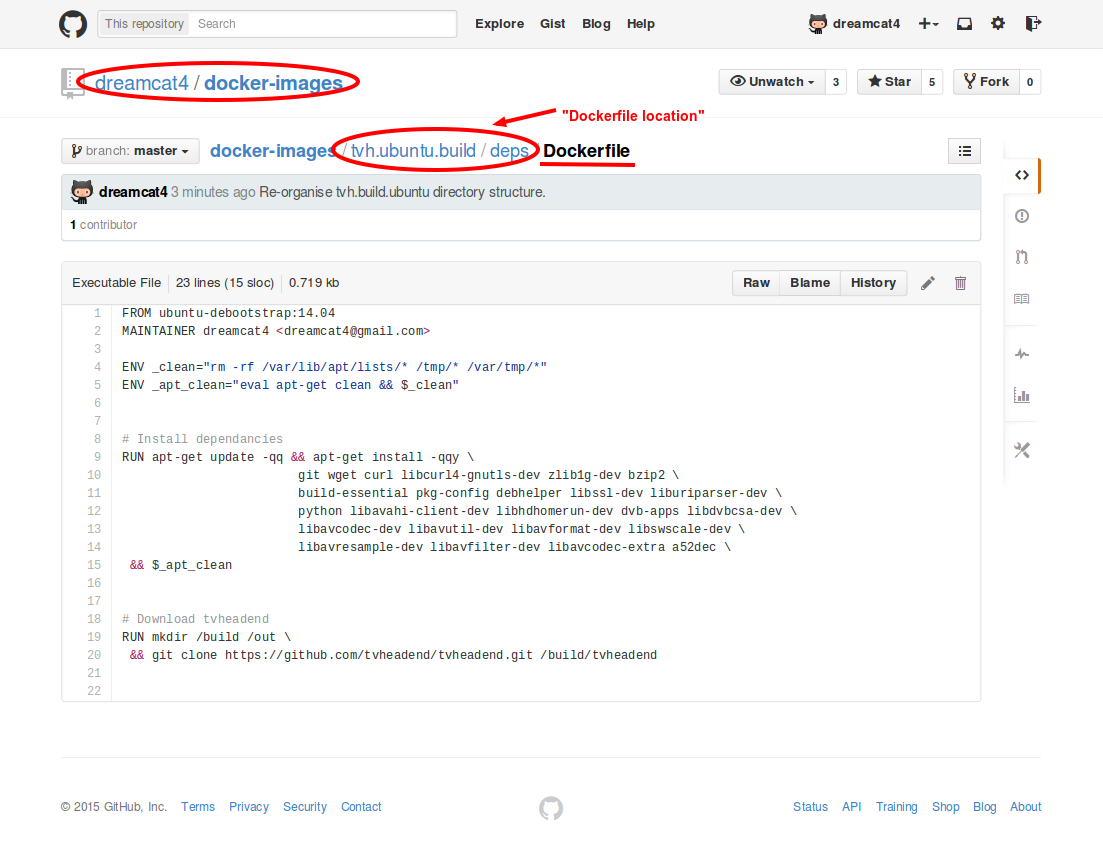 This repository Search Explore Gist Blog Help dreamcat4
dreamcat4 / docker-images Unwatch 3 Star 5 Fork 0
"Dockerfile location"
branch: master docker-images / tvh.ubuntu.build / deps Dockerfile
dreamcat4 3 minutes ago Re-organise tvh.build.ubuntu directory structure.
1 contributor
Executable File 23 lines (15 sloc) 0.719 kb Raw Blame History
1 FROM ubuntu-debootstrap:14.04
2 MAINTAINER dreamcat4 <dreamcat4@gmail.com>
3
4 ENV _clean="rm -rf /var/lib/apt/lists/* /tmp/* /var/tmp/*"
5 ENV _apt_clean="eval apt-get clean && $_clean"
6
7
8 # Install dependancies
9 RUN apt-get update -qq && apt-get install -qqy \
10 git wget curl libcurl4-gnutls-dev zlib1g-dev bzip2 \
11 build-essential pkg-config debhelper libssl-dev liburiparser-dev \
12 python libavahi-client-dev libhdhomerun-dev dvb-apps libdvbcsa-dev \
13 libavcodec-dev libavutil-dev libavformat-dev libswscale-dev \
14 libavresample-dev libavfilter-dev libavcodec-extra a52dec \
15 && $_apt_clean
16
17
18 # Download tvheadend
19 RUN mkdir /build /out \
20 && git clone https://github.com/tvheadend/tvheadend.git /build/tvheadend
21
22
© 2015 GitHub, Inc. Terms Privacy Security Contact Status API Training Shop Blog About